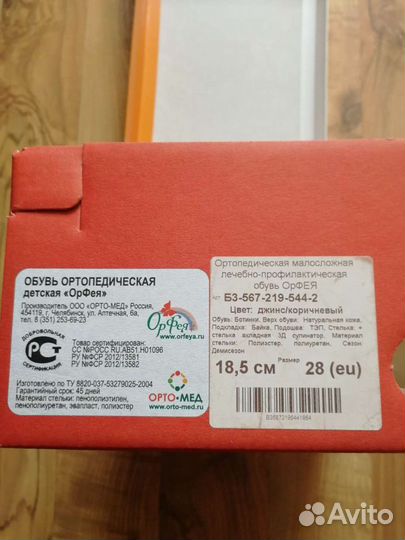 ОБУВЬ ОРТОПЕДИЧЕСКАЯ
детская «ОрФея»
Производитель ООО «ОРТО-МЕД» Россия,
454119, г. Челябинск, ул. Аптечная, 6а,
тел. 8 (351) 253-69-23
ОрФея
www.orfeya.ru
ДОБРОВОЛЬНАЯ
РСТ
СЕРТИФИКАЦИЯ
Товар сертифицирован:
СС №РОСС RU.АВ51.Н01096
РУ №ФСР 2012/13581
РУ №ФСР 2012/13582
Изготовлено по ТУ 8820-037-53279025-2004
Гарантийный срок: 45 дней
Материал стельки: пенополиэтилен,
пенополиуретан, эвапласт, полиэстер
ОРТО-МЕД
orto-med.ru
Ортопедическая малосложная
лечебно-профилактическая
обувь ОрФЕЯ
Арт Б3-567-219-544-2
Цвет: джинс/коричневый
Обувь: Ботинки. Верх обуви: Натуральная кожа.
Подкладка: Байка. Подошва: ТЭП. Стелька: +
стелька вкладная 3Д супинатор. Материал
стельки: Полиэстер, полиуретан, Сезон
Демисезон
Размер
18,5 см 28 (eu)
Avito